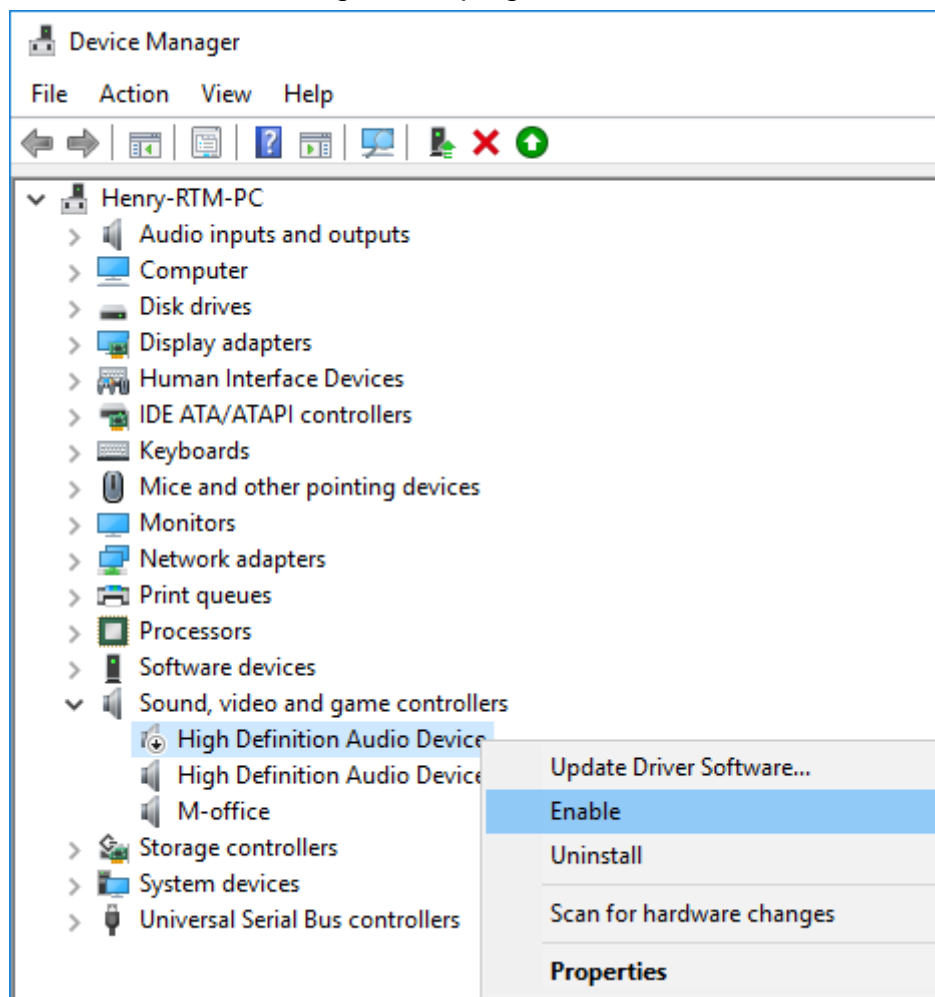 Device Manager
File Action View Help
Henry-RTM-PC
Audio inputs and outputs
Computer
Disk drives
Display adapters
Human Interface Devices
IDE ATA/ATAPI controllers
Keyboards
Mice and other pointing devices
Monitors
Network adapters
Print queues
Processors
Software devices
Sound, video and game controllers
High Definition Audio Device
High Definition Audio Device
M-office
Storage controllers
System devices
Universal Serial Bus controllers
Update Driver Software...
Enable
Uninstall
Scan for hardware changes
Properties